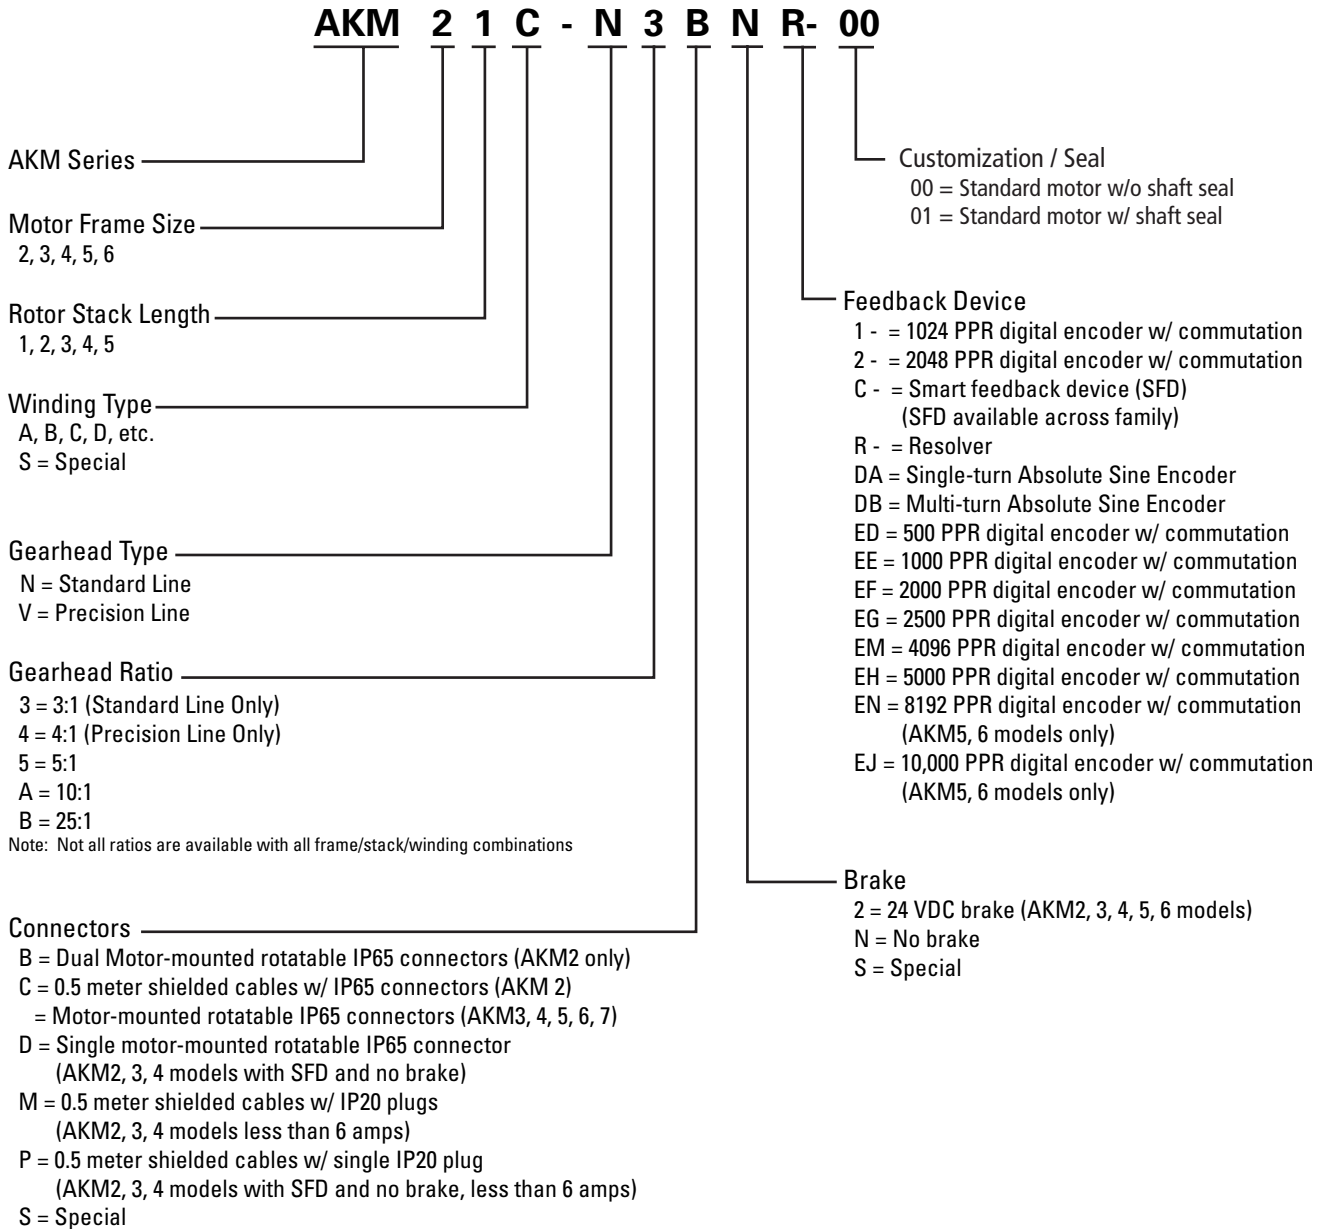 AKM 2 1 C - N 3 B N R- 00
AKM Series
Motor Frame Size
2, 3, 4, 5, 6
Rotor Stack Length
1, 2, 3, 4, 5
Winding Type
A, B, C, D, etc.
S = Special
Gearhead Type
N = Standard Line
V = Precision Line
Gearhead Ratio
3 = 3:1 (Standard Line Only)
4 = 4:1 (Precision Line Only)
5 = 5:1
A = 10:1
B = 25:1
Note: Not all ratios are available with all frame/stack/winding combinations
Connectors
B = Dual Motor-mounted rotatable IP65 connectors (AKM2 only)
C = 0.5 meter shielded cables w/ IP65 connectors (AKM 2)
= Motor-mounted rotatable IP65 connectors (AKM3, 4, 5, 6, 7)
D = Single motor-mounted rotatable IP65 connector
(AKM2, 3, 4 models with SFD and no brake)
M = 0.5 meter shielded cables w/ IP20 plugs
(AKM2, 3, 4 models less than 6 amps)
P = 0.5 meter shielded cables w/ single IP20 plug
(AKM2, 3, 4 models with SFD and no brake, less than 6 amps)
S = Special
Customization / Seal
00 = Standard motor w/o shaft seal
01 = Standard motor w/ shaft seal
Feedback Device
1 - = 1024 PPR digital encoder w/ commutation
2 - = 2048 PPR digital encoder w/ commutation
C - = Smart feedback device (SFD)
(SFD available across family)
R - = Resolver
DA = Single-turn Absolute Sine Encoder
DB = Multi-turn Absolute Sine Encoder
ED = 500 PPR digital encoder w/ commutation
EE = 1000 PPR digital encoder w/ commutation
EF = 2000 PPR digital encoder w/ commutation
EG = 2500 PPR digital encoder w/ commutation
EM = 4096 PPR digital encoder w/ commutation
EH = 5000 PPR digital encoder w/ commutation
EN = 8192 PPR digital encoder w/ commutation
(AKM5, 6 models only)
EJ = 10,000 PPR digital encoder w/ commutation
(AKM5, 6 models only)
Brake
2 = 24 VDC brake (AKM2, 3, 4, 5, 6 models)
N = No brake
S = Special